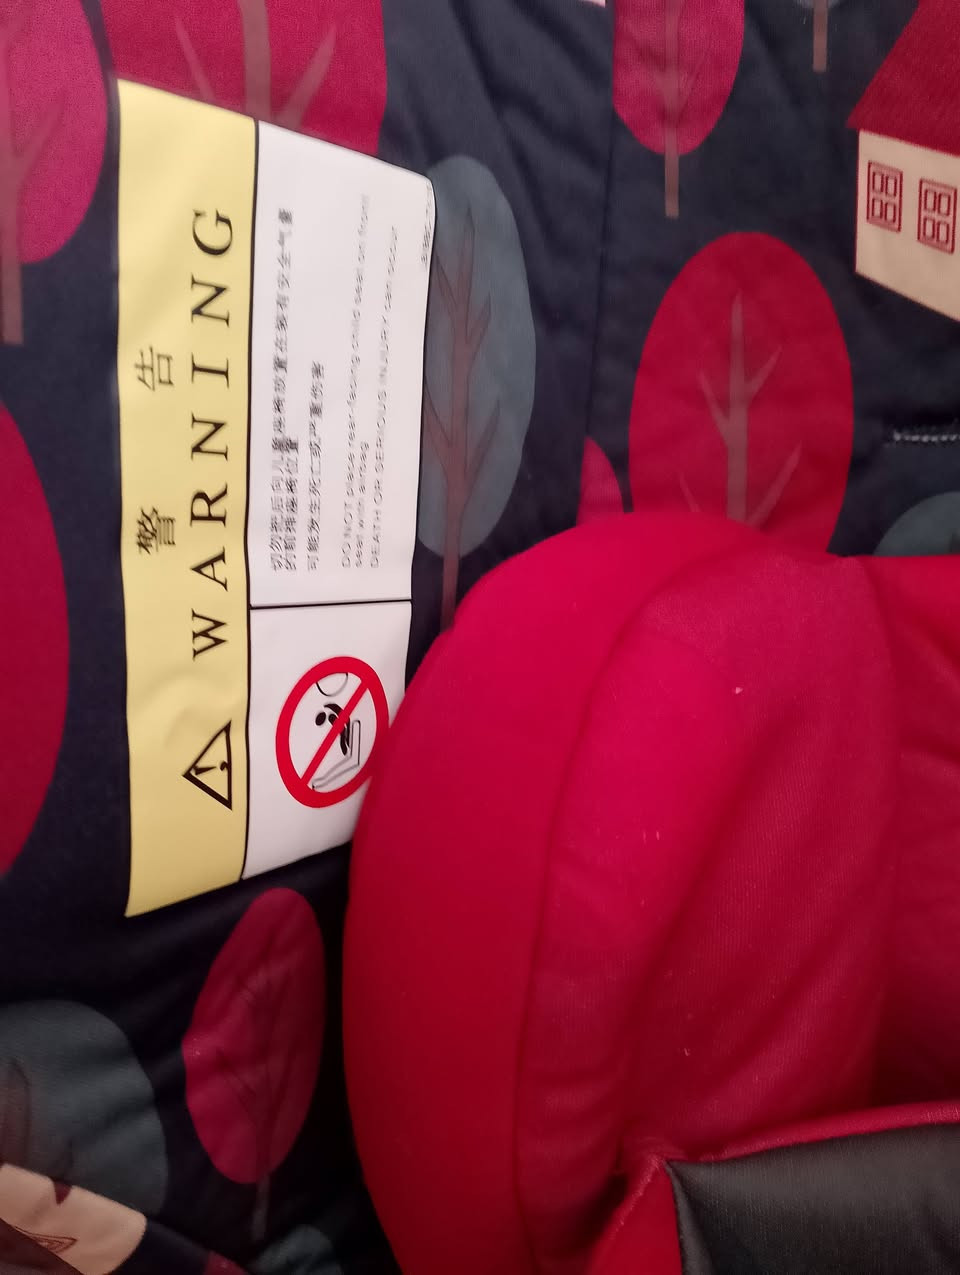 警 告
WARNING
切勿把后向儿童座椅放置在装有安全气囊
的前排座椅位置
可能发生死亡或严重伤害
DO NOT place rear-facing child seat on front
seat with airbag
DEATH OR SERIOUS INJURY can occur